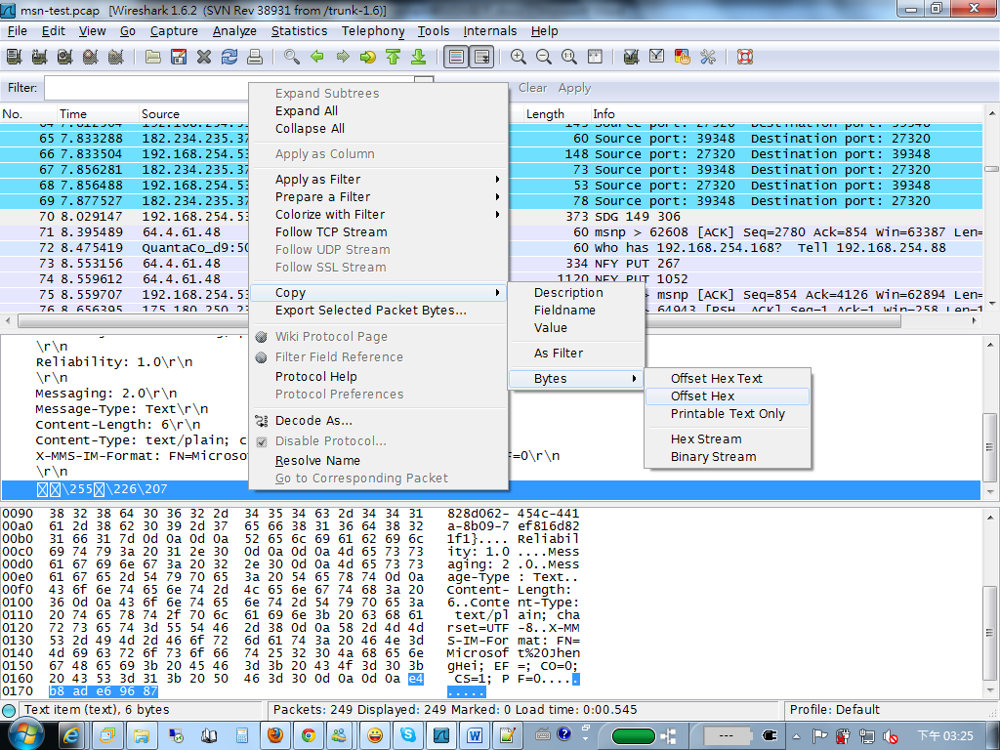 msn-test.pcap [Wireshark 1.6.2 (SVN Rev 38931 from /trunk-1.6)]
File Edit View Go Capture Analyze Statistics Telephony Tools Internals Help
Filter: Clear Apply
No. Time Source Length Info
65 7.833288 182.234.235.37 60 Source port: 39348 Destination port: 27320
66 7.833504 192.168.254.53 148 Source port: 27320 Destination port: 39348
67 7.856281 182.234.235.37 73 Source port: 39348 Destination port: 27320
68 7.856488 192.168.254.53 53 Source port: 27320 Destination port: 39348
69 7.877527 182.234.235.37 78 Source port: 39348 Destination port: 27320
70 8.029147 192.168.254.53 373 SDG 149 306
71 8.395489 64.4.61.48 60 msnp > 62608 [ACK] Seq=2780 Ack=854 Win=63387 Len=
72 8.475419 QuantaCo_d9:50 60 Who has 192.168.254.168? Tell 192.168.254.88
73 8.553156 64.4.61.48 334 NFY PUT 267
74 8.559612 64.4.61.48 1120 NFY PUT 1052
75 8.559707 192.168.254.53 > msnp [ACK] Seq=854 Ack=4126 Win=62894 Len=
76 8.656395 175.180.250.2 > 64943 [PSH, ACK] Seq=1 Ack=1 Win=258 Len=1
Expand Subtrees
Expand All
Collapse All
Apply as Column
Apply as Filter
Prepare a Filter
Colorize with Filter
Follow TCP Stream
Follow UDP Stream
Follow SSL Stream
Copy
Export Selected Packet Bytes...
Wiki Protocol Page
Filter Field Reference
Protocol Help
Protocol Preferences
Decode As...
Disable Protocol...
Resolve Name
Go to Corresponding Packet
Description
Fieldname
Value
As Filter
Bytes
Offset Hex Text
Offset Hex
Printable Text Only
Hex Stream
Binary Stream
\r\n
Reliability: 1.0\r\n
\r\n
Messaging: 2.0\r\n
Message-Type: Text\r\n
Content-Length: 6\r\n
Content-Type: text/plain; c
X-MMS-IM-Format: FN=Microsof F=0\r\n
\r\n
\255 \226\207
0090 38 32 38 64 30 36 32 2d 34 35 34 63 2d 34 34 31 828d062- 454c-441
00a0 61 2d 38 62 30 39 2d 37 65 66 38 31 36 64 38 32 a-8b09-7 ef816d82
00b0 31 66 31 7d 0d 0a 0d 0a 52 65 6c 69 61 62 69 6c 1f1}.... Reliabil
00c0 69 74 79 3a 20 31 2e 30 0d 0a 0d 0a 4d 65 73 73 ity: 1.0 ....Mess
00d0 61 67 69 6e 67 3a 20 32 2e 30 0d 0a 4d 65 73 73 aging: 2 .0..Mess
00e0 61 67 65 2d 54 79 70 65 3a 20 54 65 78 74 0d 0a age-Type : Text..
00f0 43 6f 6e 74 65 6e 74 2d 4c 65 6e 67 74 68 3a 20 Content- Length:
0100 36 0d 0a 43 6f 6e 74 65 6e 74 2d 54 79 70 65 3a 6..Conte nt-Type:
0110 20 74 65 78 74 2f 70 6c 61 69 6e 3b 20 63 68 61 text/pl ain; cha
0120 72 73 65 74 3d 55 54 46 2d 38 0d 0a 58 2d 4d 4d rset=UTF -8..X-MM
0130 53 2d 49 4d 2d 46 6f 72 6d 61 74 3a 20 46 4e 3d S-IM-For mat: FN=
0140 4d 69 63 72 6f 73 6f 66 74 25 32 30 4a 68 65 6e Microsof t%20Jhen
0150 67 48 65 69 3b 20 45 46 3d 3b 20 43 4f 3d 30 3b gHei; EF =; CO=0;
0160 20 43 53 3d 31 3b 20 50 46 3d 30 0d 0a 0d 0a e4 CS=1; P F=0.....
0170 b8 ad e6 96 87 .....
Text item (text), 6 bytes Packets: 249 Displayed: 249 Marked: 0 Load time: 0:00.545 Profile: Default
下午 03:25